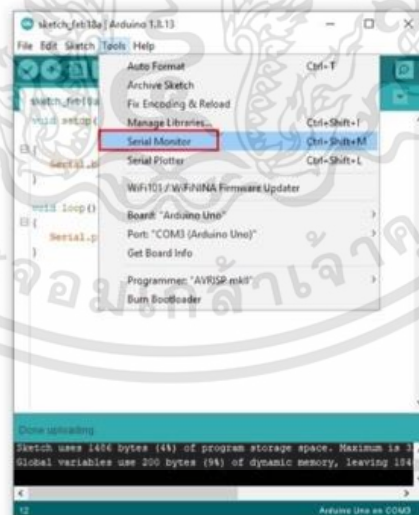 sketch_feb18a | Arduino 1.8.13
File Edit Sketch Tools Help
Auto Format Ctrl+T
Archive Sketch
sketch_feb18a
Fix Encoding & Reload
void setup(
Manage Libraries... Ctrl+Shift+I
{
Serial Monitor Ctrl+Shift+M
Serial.b
Serial Plotter Ctrl+Shift+L
}
WiFi101 / WiFiNINA Firmware Updater
void loop()
Board: "Arduino Uno"
{
Port: "COM3 (Arduino Uno)"
Serial.p
Get Board Info
}
Programmer: "AVRISP mkII"
Burn Bootloader
Done uploading.
Sketch uses 1486 bytes (4%) of program storage space. Maximum is 3
Global variables use 200 bytes (9%) of dynamic memory, leaving 184
12 Arduino Uno on COM3